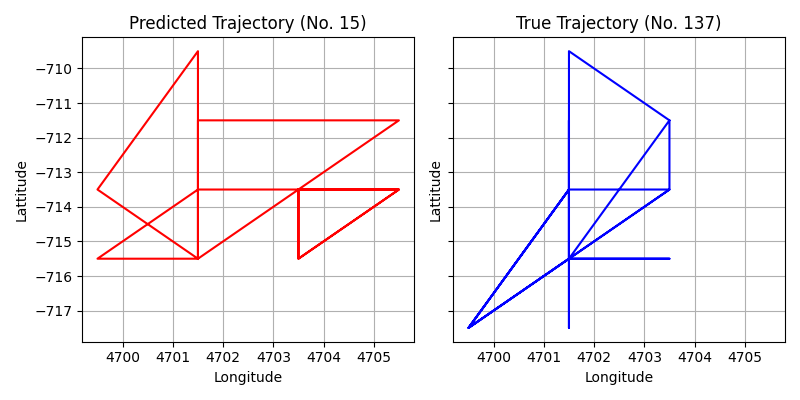 Predicted Trajectory (No. 15)
True Trajectory (No. 137)
Lattitude
−710
−711
−712
−713
−714
−715
−716
−717
4700 4701 4702 4703 4704 4705
Longitude
Lattitude
4700 4701 4702 4703 4704 4705
Longitude